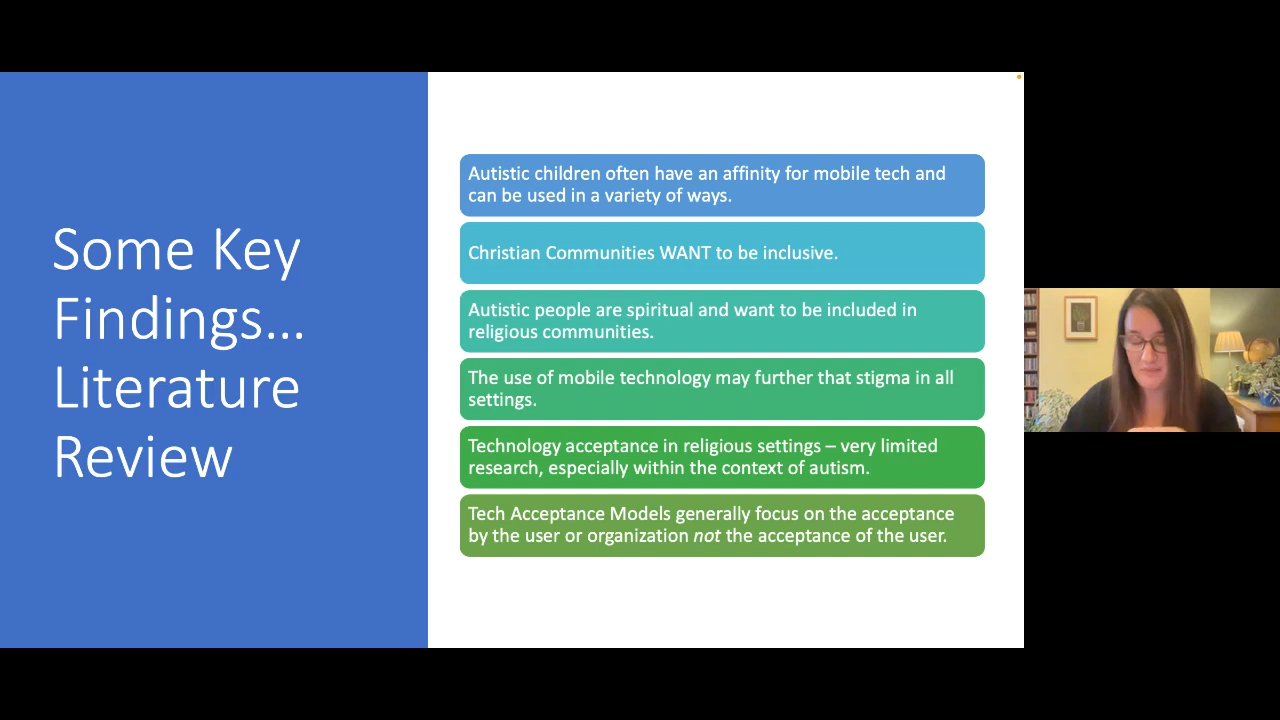 Some Key
Findings...
Literature
Review
Autistic children often have an affinity for mobile tech and
can be used in a variety of ways.
Christian Communities WANT to be inclusive.
Autistic people are spiritual and want to be included in
religious communities.
The use of mobile technology may further that stigma in all
settings.
Technology acceptance in religious settings – very limited
research, especially within the context of autism.
Tech Acceptance Models generally focus on the acceptance
by the user or organization not the acceptance of the user.